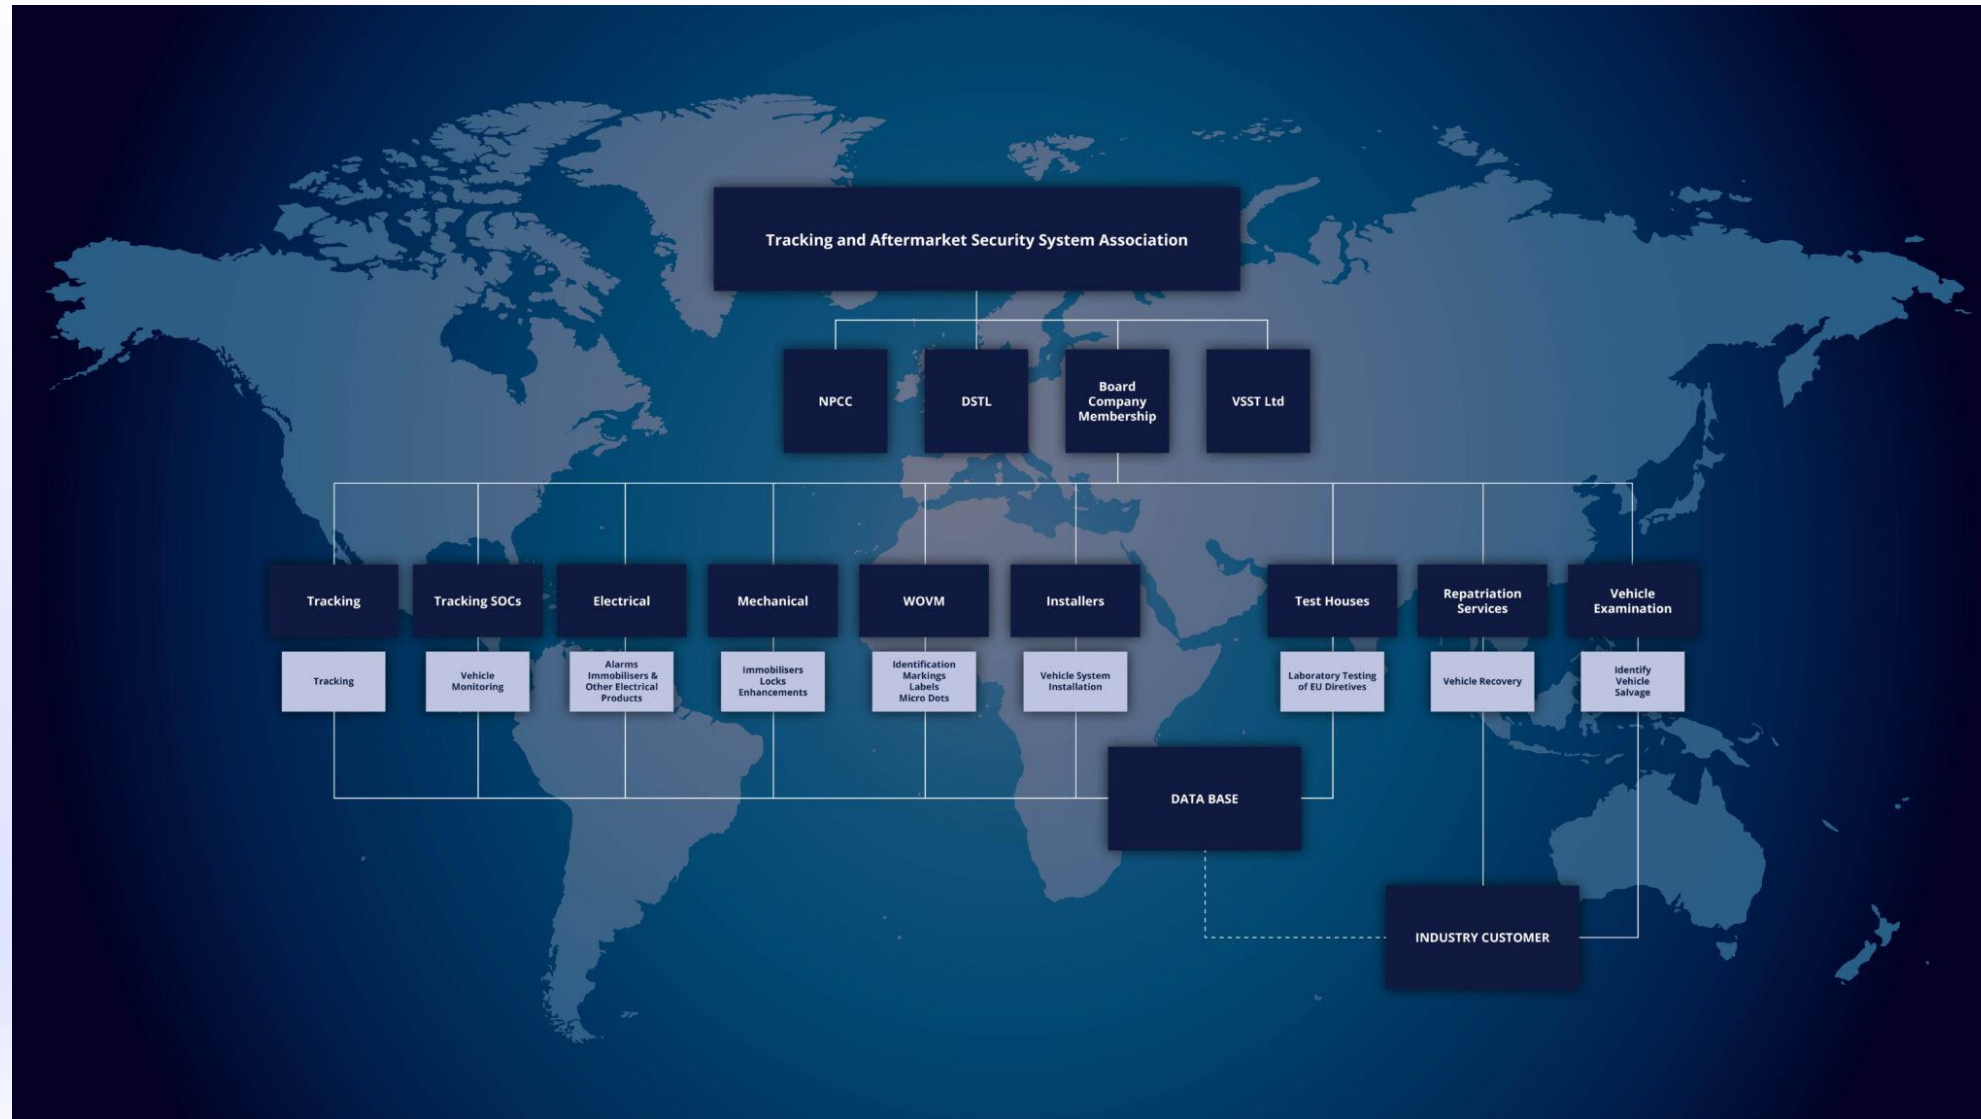 Tracking and Aftermarket Security System Association
NPCC
DSTL
Board
Company
Membership
VSST Ltd
Tracking
Tracking SOCs
Electrical
Mechanical
WOVM
Installers
Test Houses
Repatriation
Services
Vehicle
Examination
Tracking
Vehicle
Monitoring
Alarms
Immobilisers &
Other Electrical
Products
Immobilisers
Locks
Enhancements
Identification
Markings
Labels
Micro Dots
Vehicle System
Installation
Laboratory Testing
of EU Diretives
Vehicle Recovery
Identify
Vehicle
Salvage
DATA BASE
INDUSTRY CUSTOMER